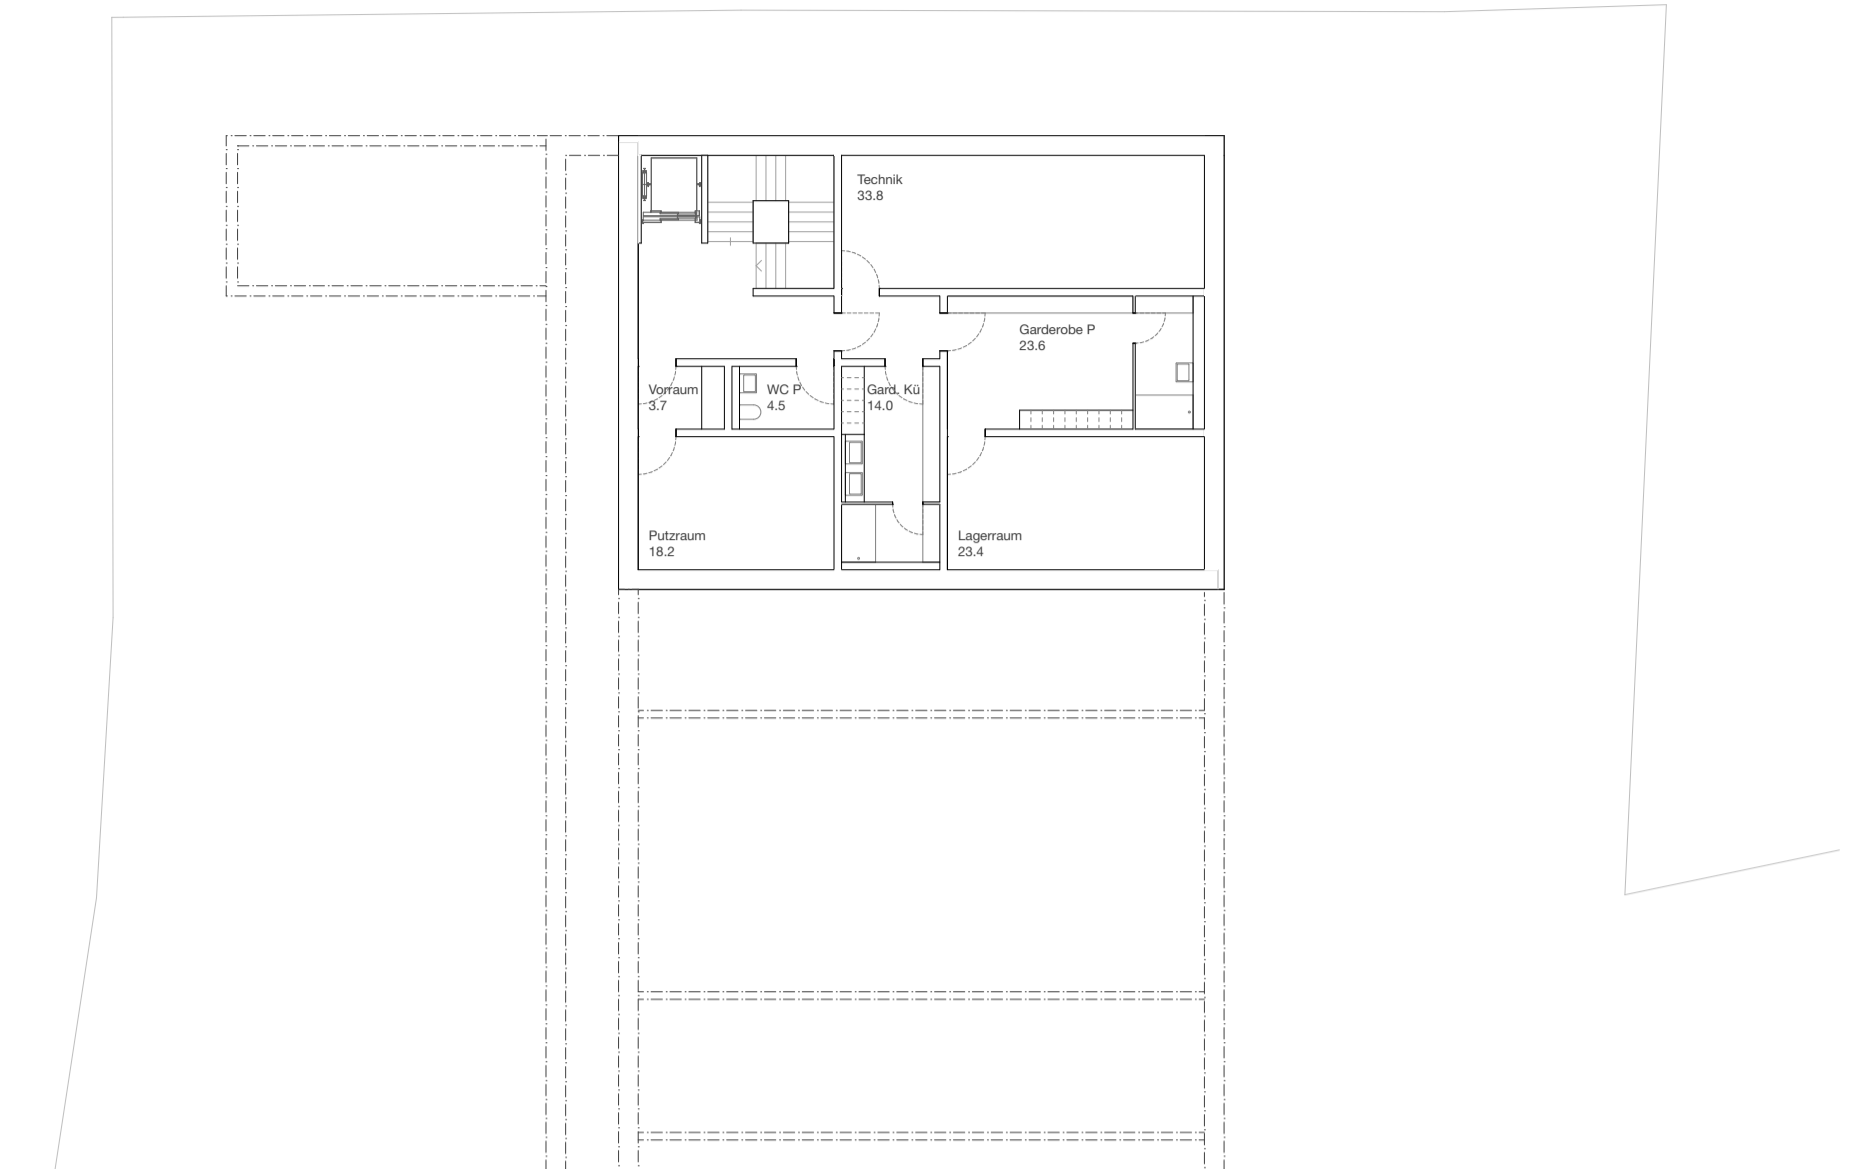 Technik
33.8
Garderobe P
23.6
Vorraum
3.7
WC P
4.5
Gard. Kü
14.0
Putzraum
18.2
Lagerraum
23.4